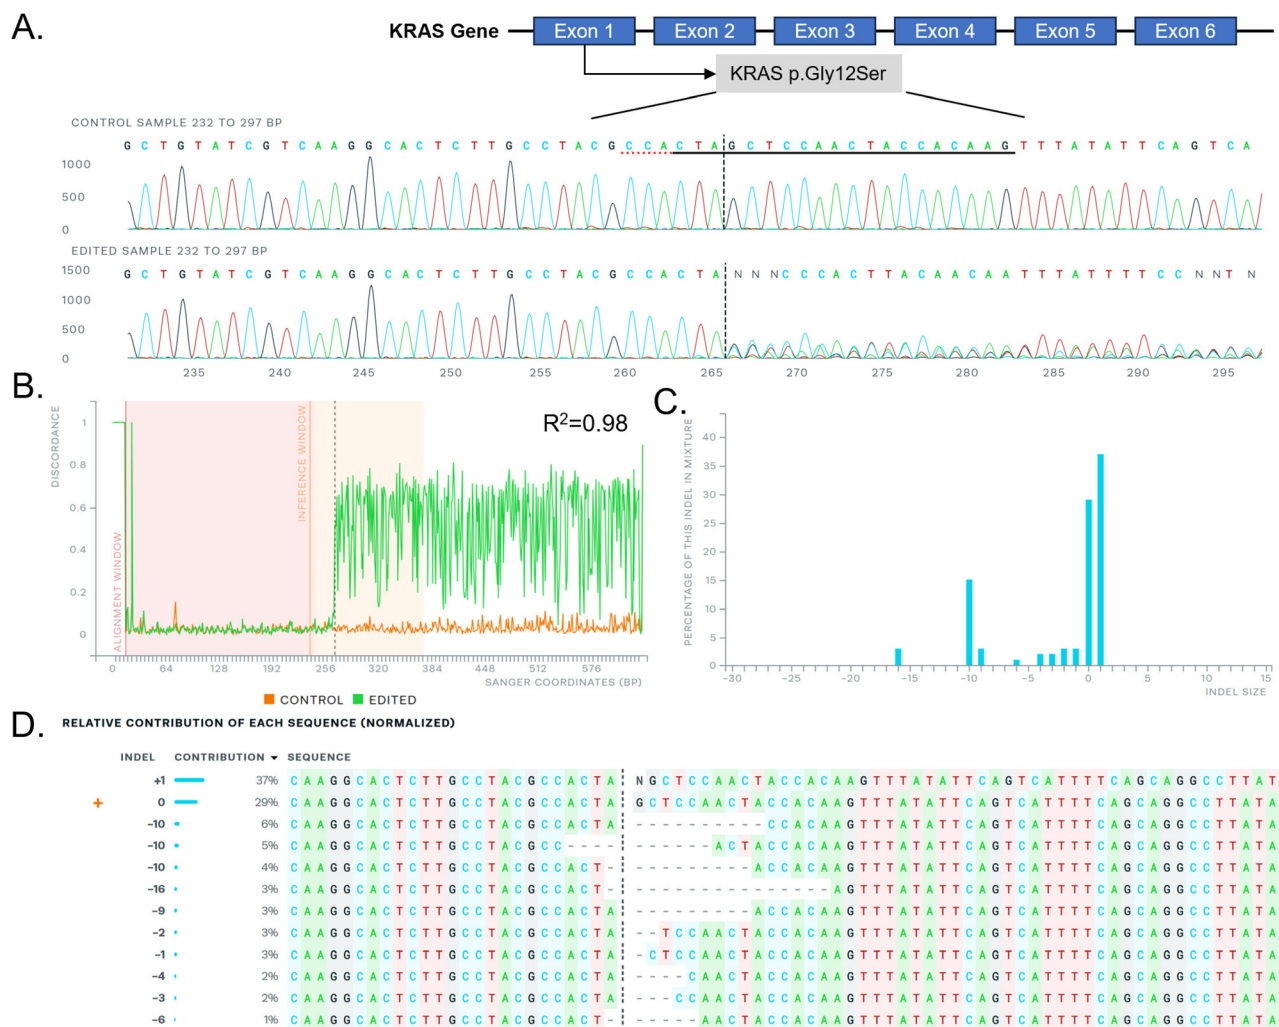 A.
KRAS Gene Exon 1 Exon 2 Exon 3 Exon 4 Exon 5 Exon 6
KRAS p.Gly12Ser
CONTROL SAMPLE 232 TO 297 BP
G C T G T A T C G T C A A G G C A C T C T T G C C T A C G C C A C T A G C T C C A A C T A C C A C A A G T T T A T A T T C A G T C A
1000
500
0
EDITED SAMPLE 232 TO 297 BP
1500
G C T G T A T C G T C A A G G C A C T C T T G C C T A C G C C A C T A N N N C C C A C T T A C A A C A A T T T A T T T T C C N N T N
1000
500
0
235 240 245 250 255 260 265 270 275 280 285 290 295
B.
DISCORDANCE
1
0.8
0.6
0.4
0.2
0
ALIGNMENT WINDOW
INFERENCE WINDOW
R²=0.98
0 64 128 192 256 320 384 448 512 576
SANGER COORDINATES (BP)
CONTROL EDITED
C.
PERCENTAGE OF THIS INDEL IN MIXTURE
40
35
30
25
20
15
10
5
0
-30 -25 -20 -15 -10 -5 0 5 10 15
INDEL SIZE
D.
RELATIVE CONTRIBUTION OF EACH SEQUENCE (NORMALIZED)
INDEL CONTRIBUTION SEQUENCE
+1 37% C A A G G C A C T C T T G C C T A C G C C A C T A N G C T C C A A C T A C C A C A A G T T T A T A T T C A G T C A T T T T C A G C A G G C C T T A T
+ 0 29% C A A G G C A C T C T T G C C T A C G C C A C T A G C T C C A A C T A C C A C A A G T T T A T A T T C A G T C A T T T T C A G C A G G C C T T A T A
-10 6% C A A G G C A C T C T T G C C T A C G C C A C T A - - - - - - - - - - C C A C A A G T T T A T A T T C A G T C A T T T T C A G C A G G C C T T A T A
-10 5% C A A G G C A C T C T T G C C T A C G C C - - - - - - - - - - A C T A C C A C A A G T T T A T A T T C A G T C A T T T T C A G C A G G C C T T A T A
-10 4% C A A G G C A C T C T T G C C T A C G C C A C T - - - - - - - - - - A C C A C A A G T T T A T A T T C A G T C A T T T T C A G C A G G C C T T A T A
-16 3% C A A G G C A C T C T T G C C T A C G C C A C T - - - - - - - - - - - - - - - - A G T T T A T A T T C A G T C A T T T T C A G C A G G C C T T A T A
-9 3% C A A G G C A C T C T T G C C T A C G C C A C T A - - - - - - - - - A C C A C A A G T T T A T A T T C A G T C A T T T T C A G C A G G C C T T A T A
-2 3% C A A G G C A C T C T T G C C T A C G C C A C T A - - T C C A A C T A C C A C A A G T T T A T A T T C A G T C A T T T T C A G C A G G C C T T A T A
-1 3% C A A G G C A C T C T T G C C T A C G C C A C T A - C T C C A A C T A C C A C A A G T T T A T A T T C A G T C A T T T T C A G C A G G C C T T A T A
-4 2% C A A G G C A C T C T T G C C T A C G C C A C T A - - - - C A A C T A C C A C A A G T T T A T A T T C A G T C A T T T T C A G C A G G C C T T A T A
-3 2% C A A G G C A C T C T T G C C T A C G C C A C T A - - - C C A A C T A C C A C A A G T T T A T A T T C A G T C A T T T T C A G C A G G C C T T A T A
-6 1% C A A G G C A C T C T T G C C T A C G C C A C T - - - - - - A A C T A C C A C A A G T T T A T A T T C A G T C A T T T T C A G C A G G C C T T A T A